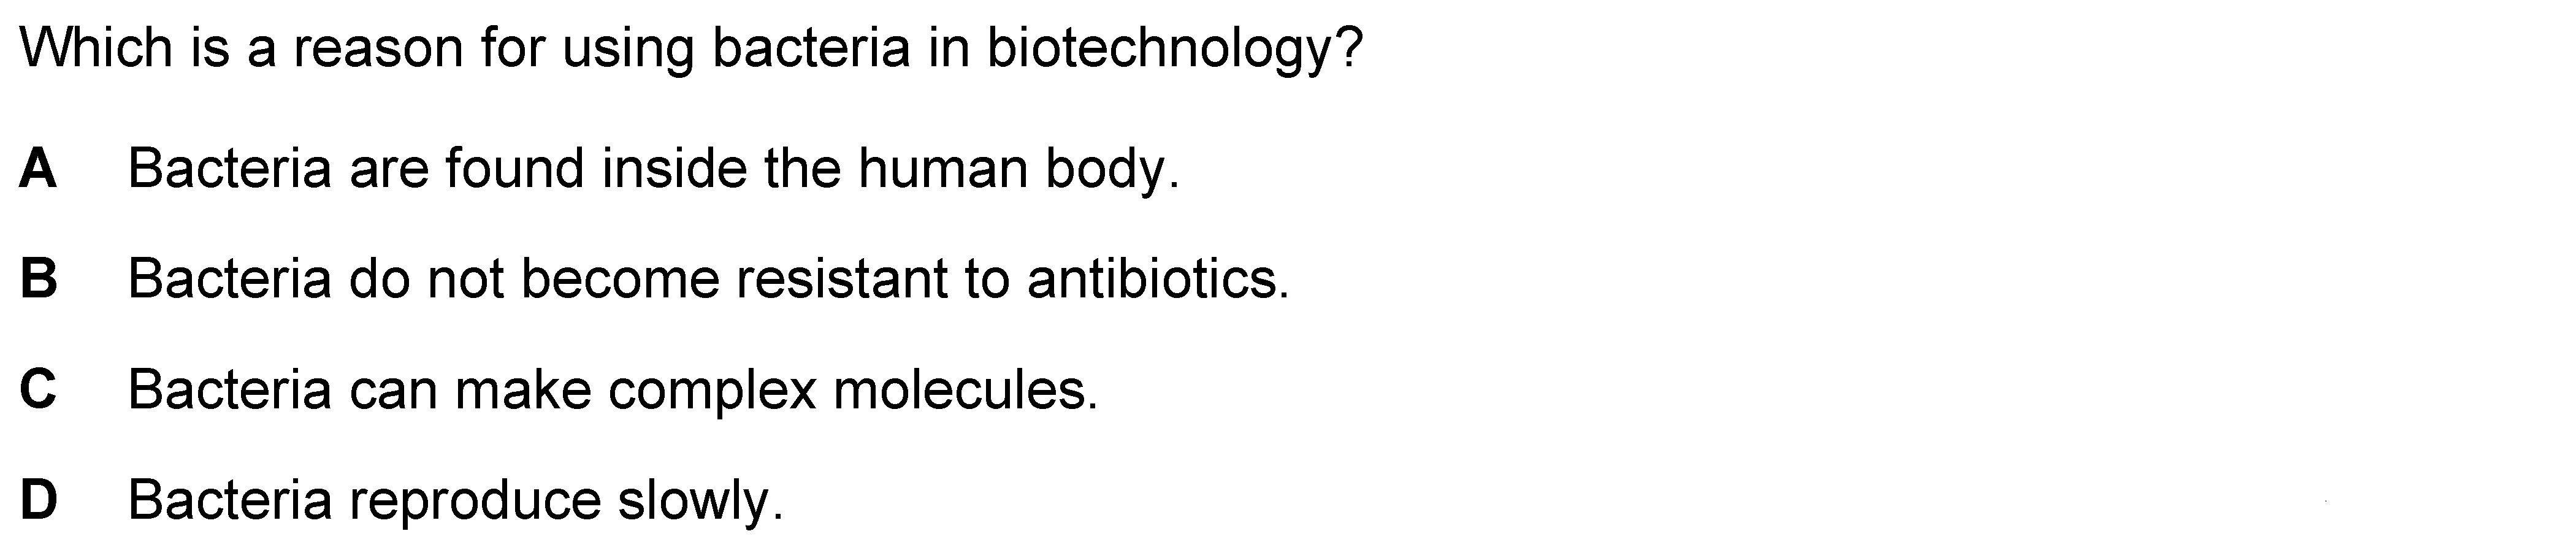 Which is a reason for using bacteria in biotechnology?
A Bacteria are found inside the human body.
B Bacteria do not become resistant to antibiotics.
C Bacteria can make complex molecules.
D Bacteria reproduce slowly.